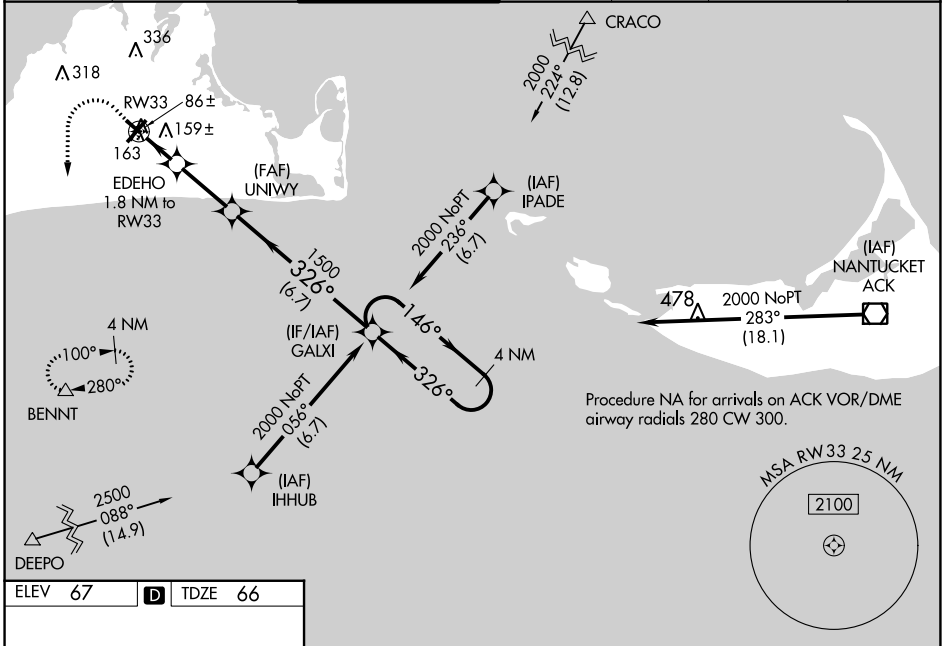 CRACO
2000
224°
(12.8)
336
318
RW33
86±
159±
163
EDEHO
1.8 NM to
RW33
(FAF)
UNIWY
(IAF)
IPADE
2000 NoPT
236°
(6.7)
1500
326°
(6.7)
(IAF)
NANTUCKET
ACK
478
2000 NoPT
283°
(18.1)
(IF/IAF)
GALXI
146°
4 NM
326°
4 NM
100°
280°
BENNT
2000 NoPT
056°
(6.7)
(IAF)
IHHUB
Procedure NA for arrivals on ACK VOR/DME
airway radials 280 CW 300.
2500
088°
(14.9)
DEEPO
MSA RW33 25 NM
2100
ELEV 67 D TDZE 66